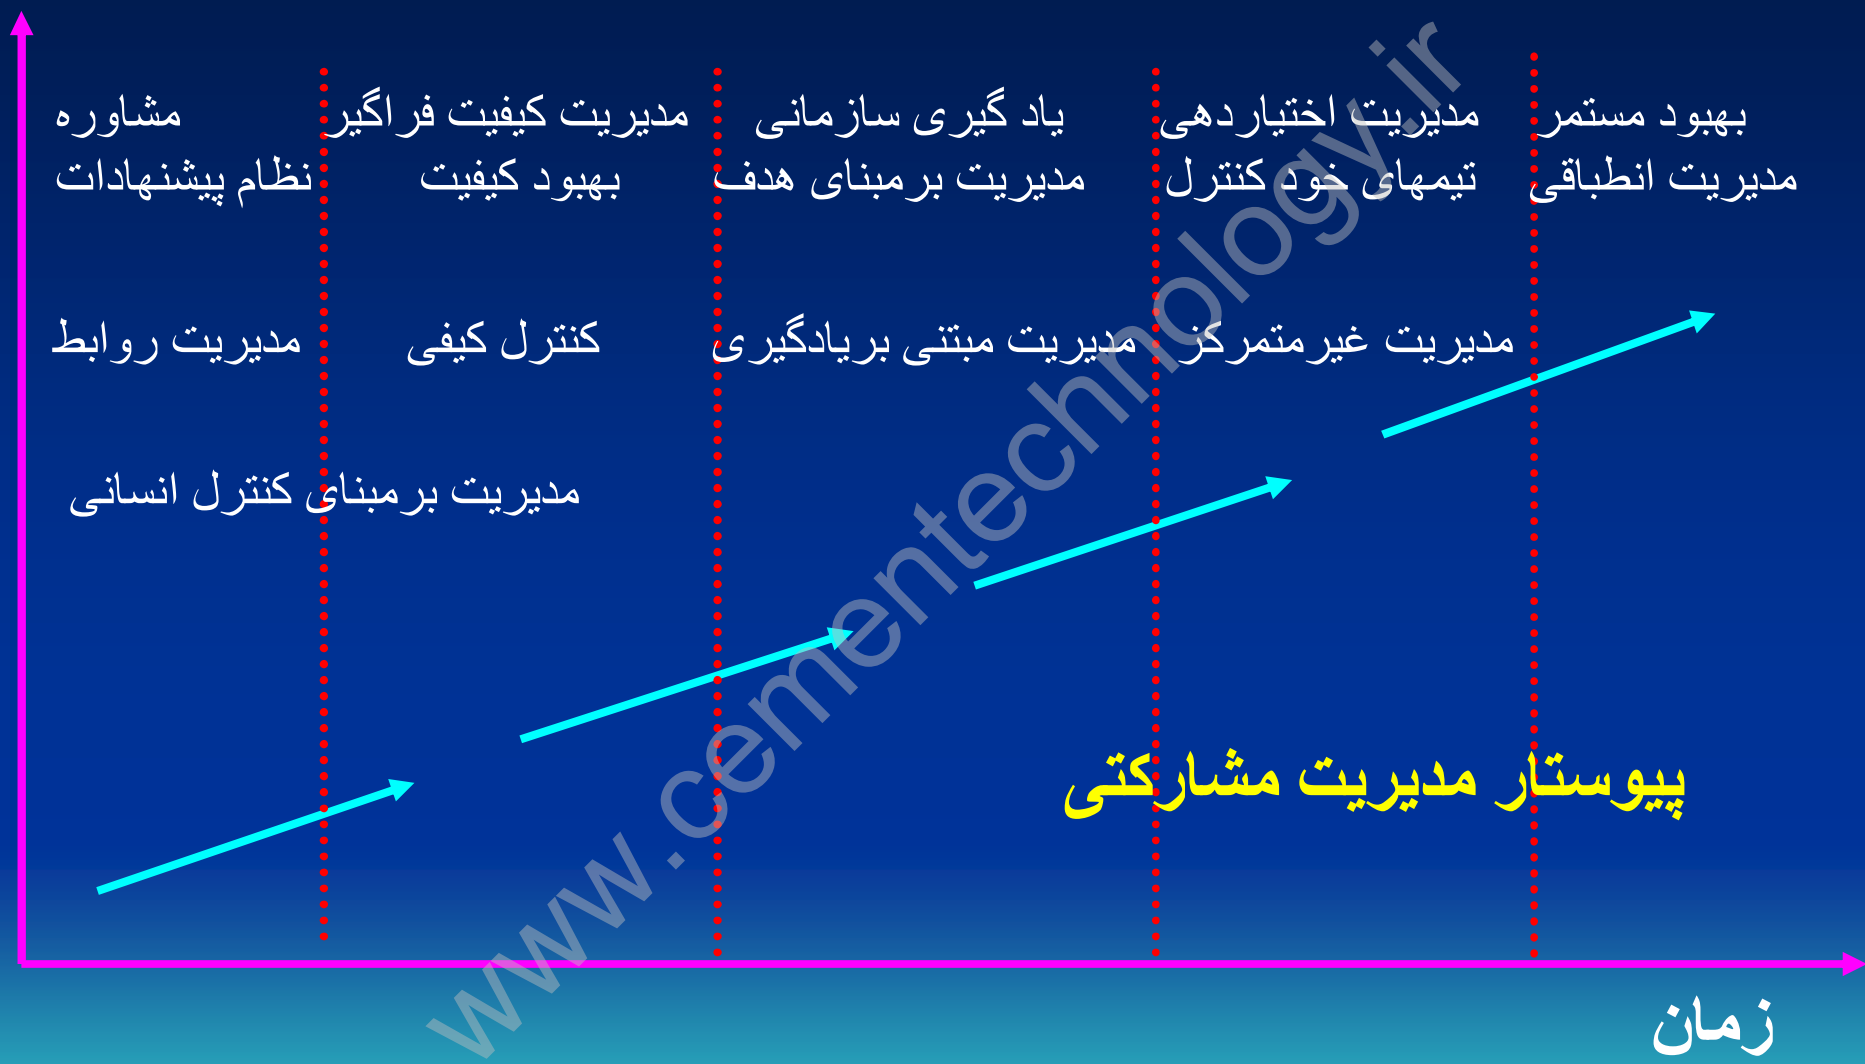 مشاوره مدیریت کیفیت فراگیر یاد گیری سازمانی مدیریت اختیار دهی بهبود مستمر
نظام پیشنهادات بهبود کیفیت مدیریت برمبنای هدف تیمهای خود کنترل مدیریت انطباقی
مدیریت روابط کنترل کیفی مدیریت مبتنی بریادگیری مدیریت غیرمتمرکز
مدیریت برمبنای کنترل انسانی
پیوستار مدیریت مشارکتی
زمان
www.cementechnology.ir